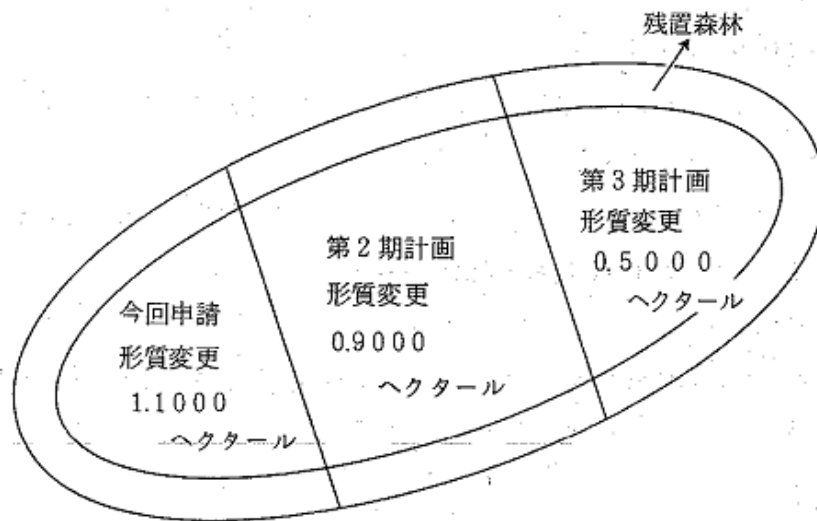 残置森林
第3期計画
形質変更
0.5000
ヘクタール
第2期計画
形質変更
0.9000
ヘクタール
今回申請
形質変更
1.1000
ヘクタール